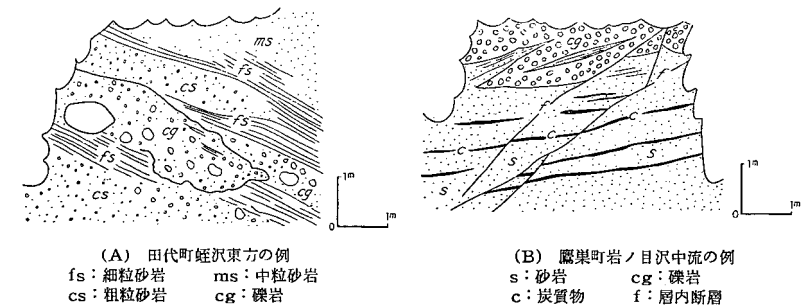 ms
fs
cs
fs
cg
fs
cs
cg
1m
0
1m
cg
f
f
c
c
c
s
s
s
1m
0
1m
(A) 田代町蛭沢東方の例
fs：細粒砂岩 ms：中粒砂岩
cs：粗粒砂岩 cg：礫岩
(B) 鷹巣町岩ノ目沢中流の例
s：砂岩 cg：礫岩
c：炭質物 f：層内断層